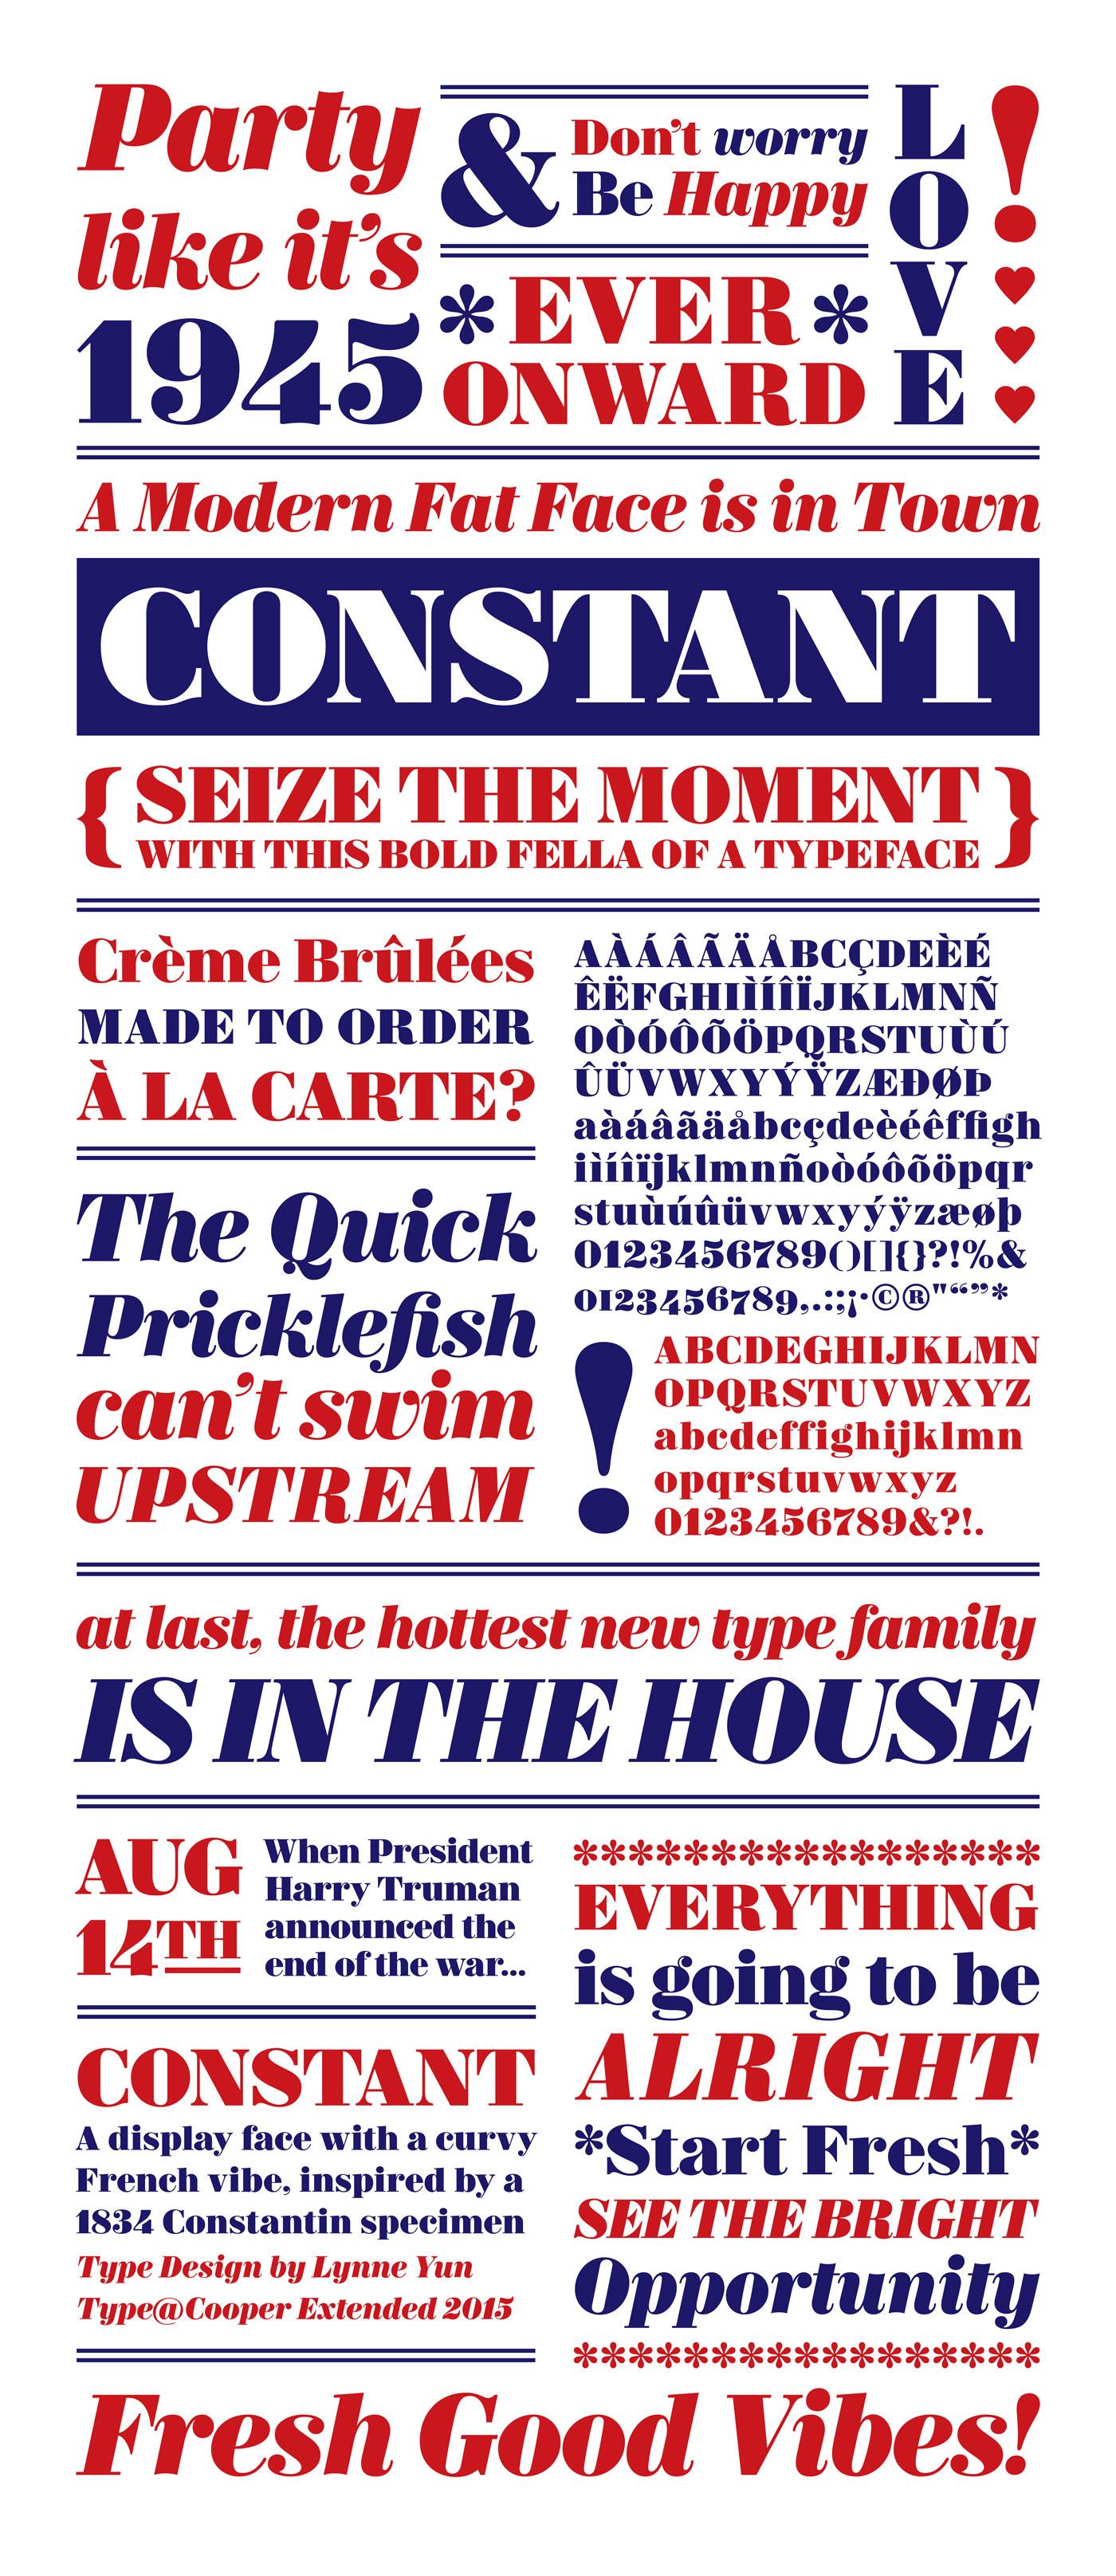 Party
like it’s
1945
&
Don’t worry
Be Happy
* EVER *
ONWARD
LOVE
!
♥
♥
♥
A Modern Fat Face is in Town
CONSTANT
{ SEIZE THE MOMENT
WITH THIS BOLD FELLA OF A TYPEFACE }
Crème Brûlées
MADE TO ORDER
À LA CARTE?
The Quick
Pricklefish
can’t swim
UPSTREAM
AÀÁÂÃÄÅBCÇDEÈÉ
ÊËFGHIÌÍÎÏJKLMNÑ
OÒÓÔÕÖPQRSTUÙÚ
ÛÜVWXYÝŸZÆÐØÞ
aàáâãäåbcçdeèéêffigh
iìíîïjklmnñoòóôõöpqr
stuùúûüvwxyýÿzæøþ
0123456789()[]{}?!%&
0123456789,.:;¡·©®"“”*
!
ABCDEGHIJKLMN
OPQRSTUVWXYZ
abcdeffighijklmn
opqrstuvwxyz
0123456789&?!.
at last, the hottest new type family
IS IN THE HOUSE
AUG
14TH
When President
Harry Truman
announced the
end of the war...
CONSTANT
A display face with a curvy
French vibe, inspired by a
1834 Constantin specimen
Type Design by Lynne Yun
Type@Cooper Extended 2015
*****************
EVERYTHING
is going to be
ALRIGHT
*Start Fresh*
SEE THE BRIGHT
Opportunity
*****************
Fresh Good Vibes!